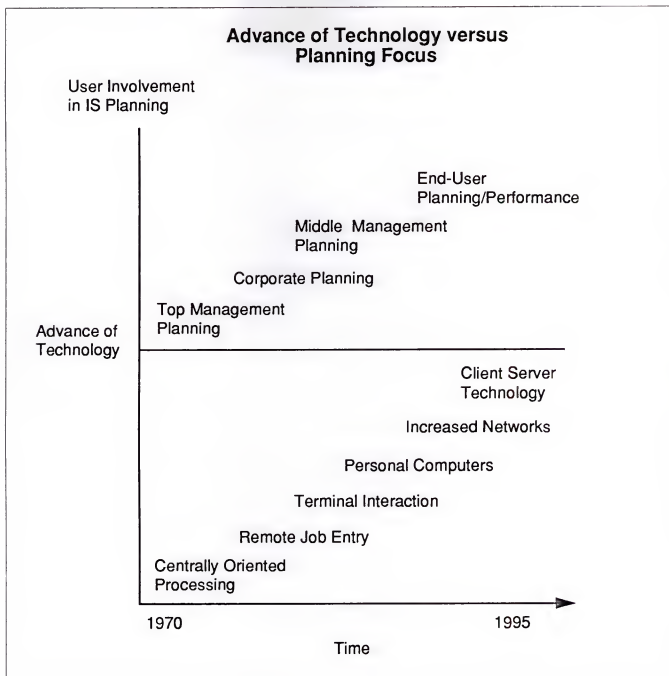 Advance of Technology versus
Planning Focus
User Involvement
in IS Planning
End-User
Planning/Performance
Middle Management
Planning
Corporate Planning
Top Management
Planning
Advance of
Technology
Client Server
Technology
Increased Networks
Personal Computers
Terminal Interaction
Remote Job Entry
Centrally Oriented
Processing
1970
1995
Time